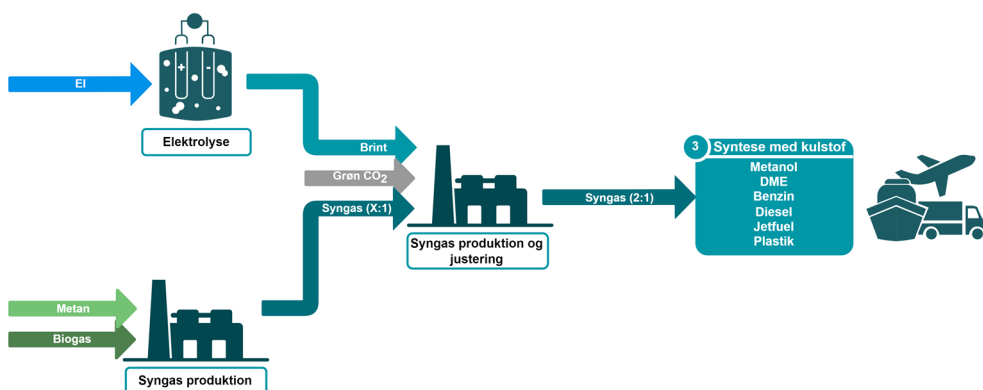 El
+ -
Elektrolyse
Brint
Grøn CO₂
Syngas (X:1)
Metan
Biogas
Syngas produktion
Syngas produktion og
justering
Syngas (2:1)
3 Syntese med kulstof
Metanol
DME
Benzin
Diesel
Jetfuel
Plastik